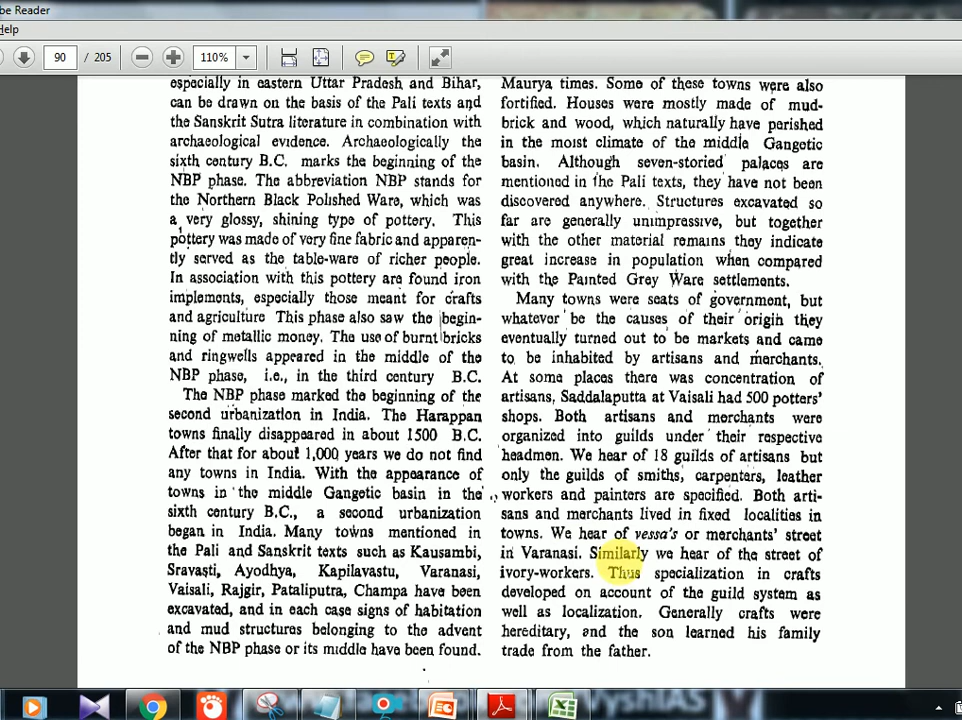 be Reader
Help
90 / 205
110%
especially in eastern Uttar Pradesh and Bihar,
can be drawn on the basis of the Pali texts and
the Sanskrit Sutra literature in combination with
archaeological evidence. Archaeologically the
sixth century B.C. marks the beginning of the
NBP phase. The abbreviation NBP stands for
the Northern Black Polished Ware, which was
a very glossy, shining type of pottery. This
pottery was made of very fine fabric and apparen-
tly served as the table-ware of richer people.
In association with this pottery are found iron
implements, especially those meant for crafts
and agriculture This phase also saw the begin-
ning of metallic money. The use of burnt bricks
and ringwells appeared in the middle of the
NBP phase, i.e., in the third century B.C.
The NBP phase marked the beginning of the
second urbanization in India. The Harappan
towns finally disappeared in about 1500 B.C.
After that for about 1,000 years we do not find
any towns in India. With the appearance of
towns in the middle Gangetic basin in the
sixth century B.C., a second urbanization
began in India. Many towns mentioned in
the Pali and Sanskrit texts such as Kausambi,
Sravasti, Ayodhya, Kapilavastu, Varanasi,
Vaisali, Rajgir, Pataliputra, Champa have been
excavated, and in each case signs of habitation
and mud structures belonging to the advent
of the NBP phase or its middle have been found.
Maurya times. Some of these towns were also
fortified. Houses were mostly made of mud-
brick and wood, which naturally have perished
in the moist climate of the middle Gangetic
basin. Although seven-storied palaces are
mentioned in the Pali texts, they have not been
discovered anywhere. Structures excavated so
far are generally unimpressive, but together
with the other material remains they indicate
great increase in population when compared
with the Painted Grey Ware settlements.
Many towns were seats of government, but
whatever be the causes of their origin they
eventually turned out to be markets and came
to be inhabited by artisans and merchants.
At some places there was concentration of
artisans. Saddalaputta at Vaisali had 500 potters'
shops. Both artisans and merchants were
organized into guilds under their respective
headmen. We hear of 18 guilds of artisans but
only the guilds of smiths, carpenters, leather
workers and painters are specified. Both arti-
sans and merchants lived in fixed localities in
towns. We hear of vessa's or merchants' street
in Varanasi. Similarly we hear of the street of
ivory-workers. Thus specialization in crafts
developed on account of the guild system as
well as localization. Generally crafts were
hereditary, and the son learned his family
trade from the father.
VyshIAS